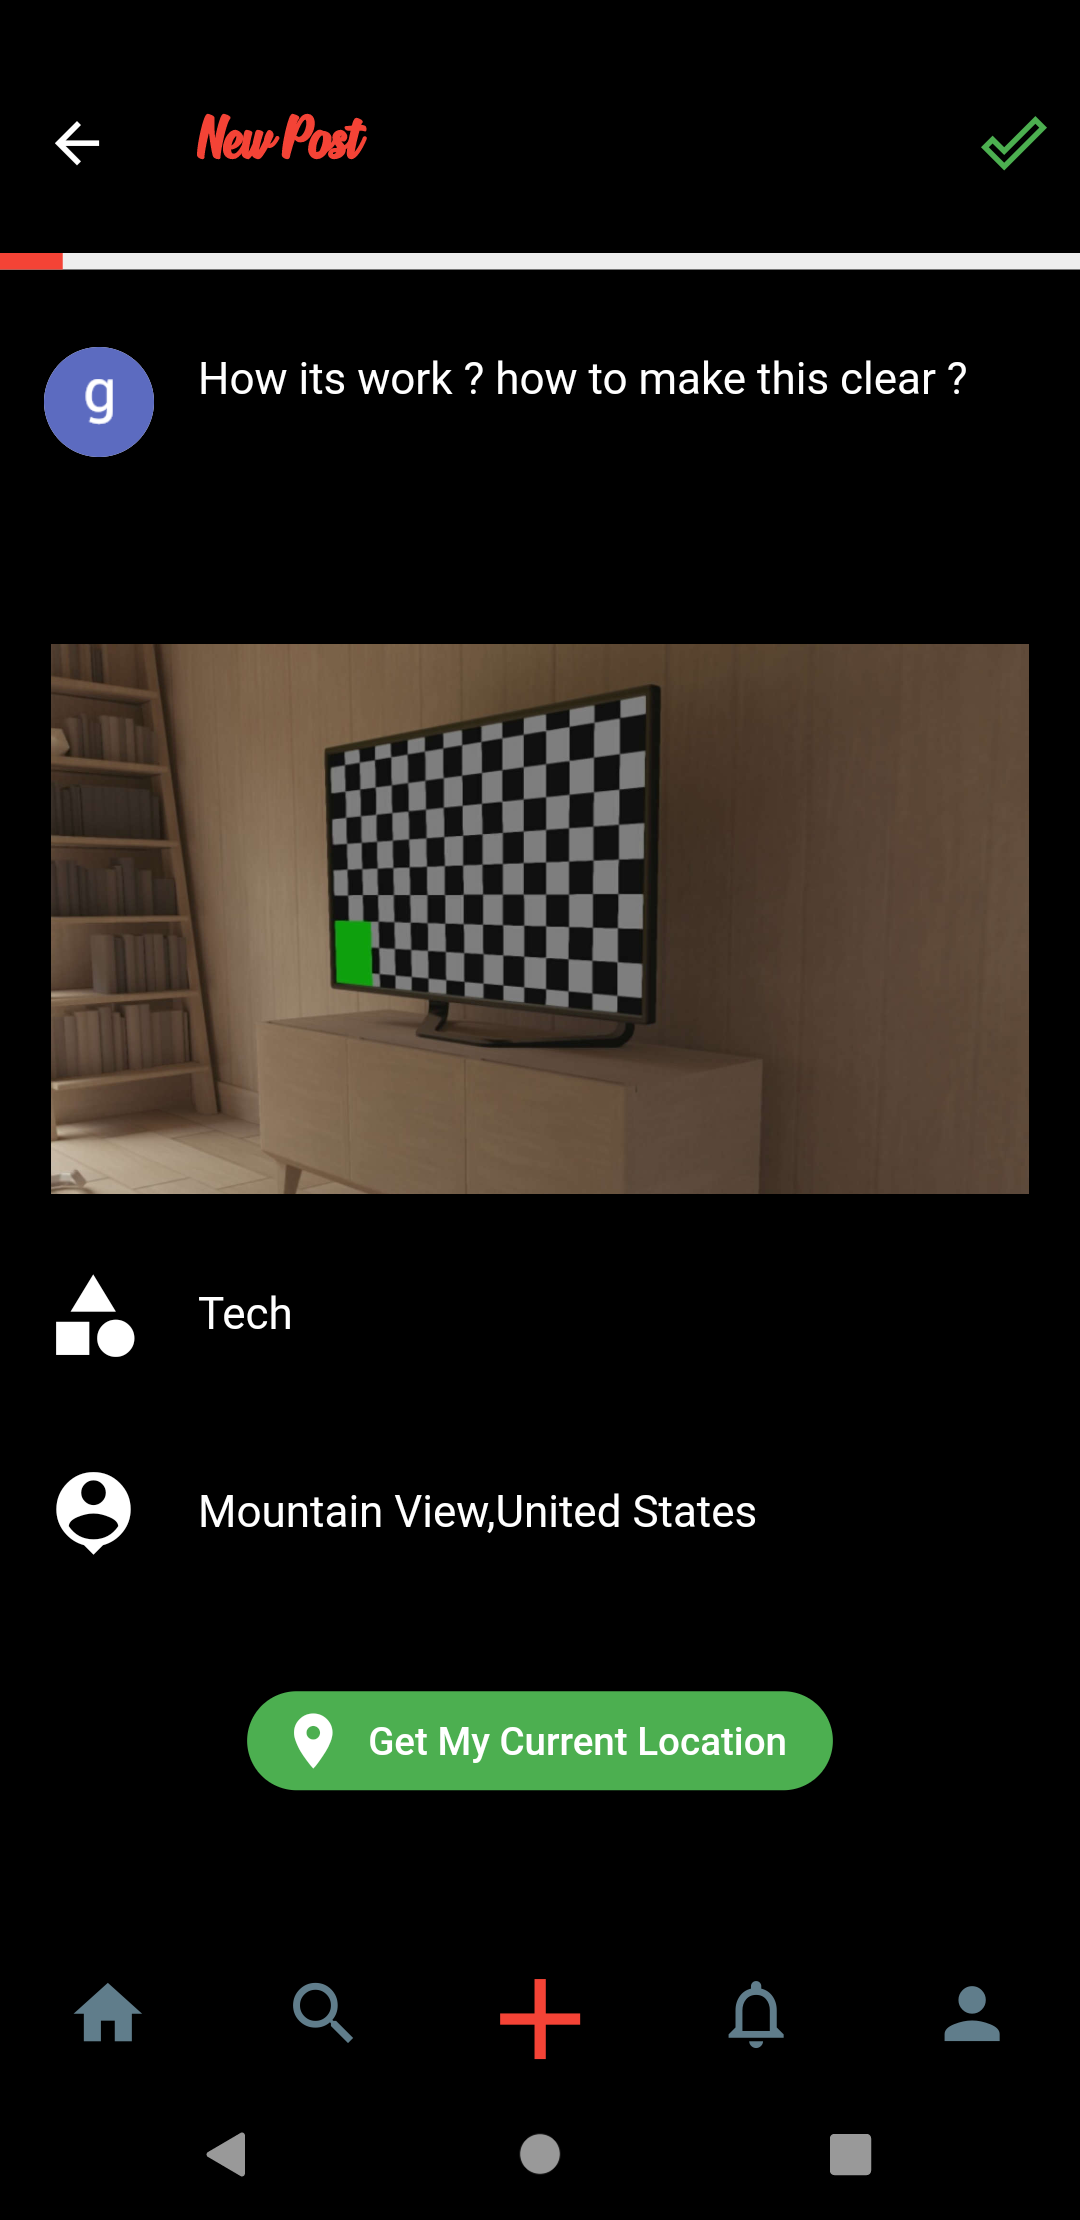 New Post
g
How its work ? how to make this clear ?
Tech
Mountain View,United States
Get My Current Location